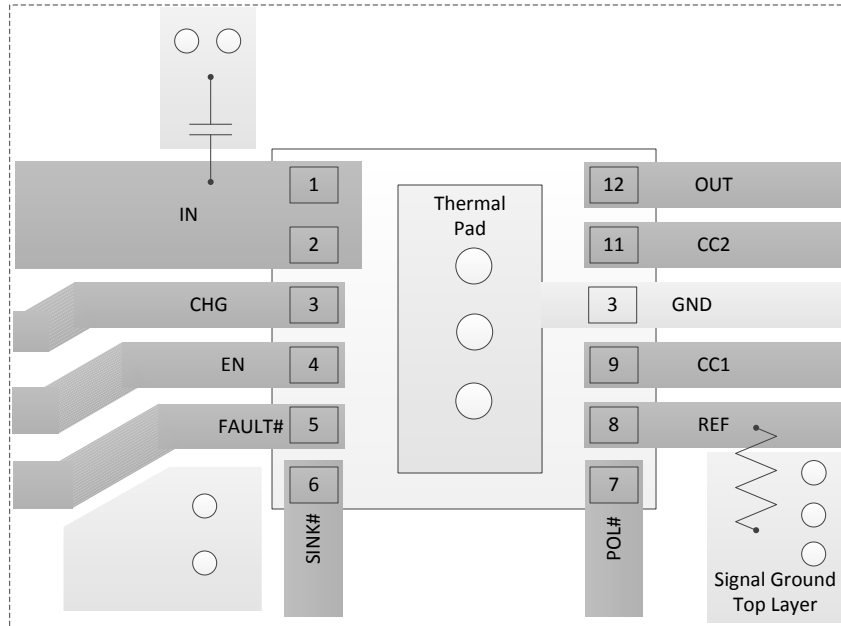 1
12
OUT
Thermal
Pad
IN
2
11
CC2
CHG
3
3
GND
EN
4
9
CC1
FAULT#
5
8
REF
6
7
SINK#
POL#
Signal Ground
Top Layer